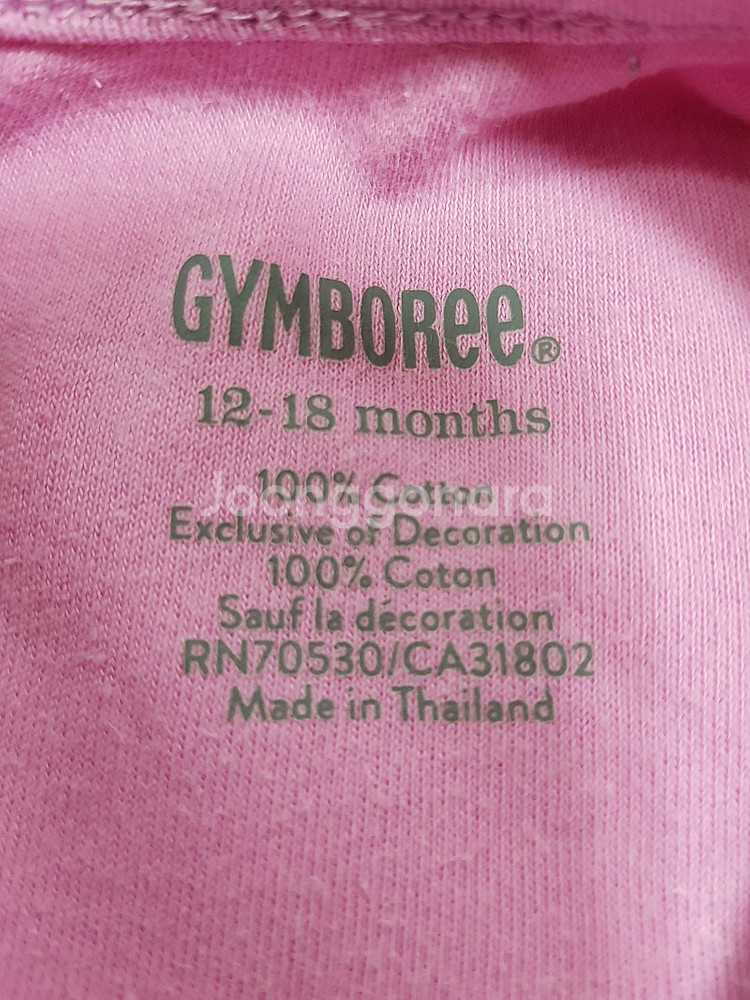 GYMBOREE®
12-18 months
100% Cotton
Joonggonara
Exclusive of Decoration
100% Coton
Sauf la décoration
RN70530/CA31802
Made in Thailand